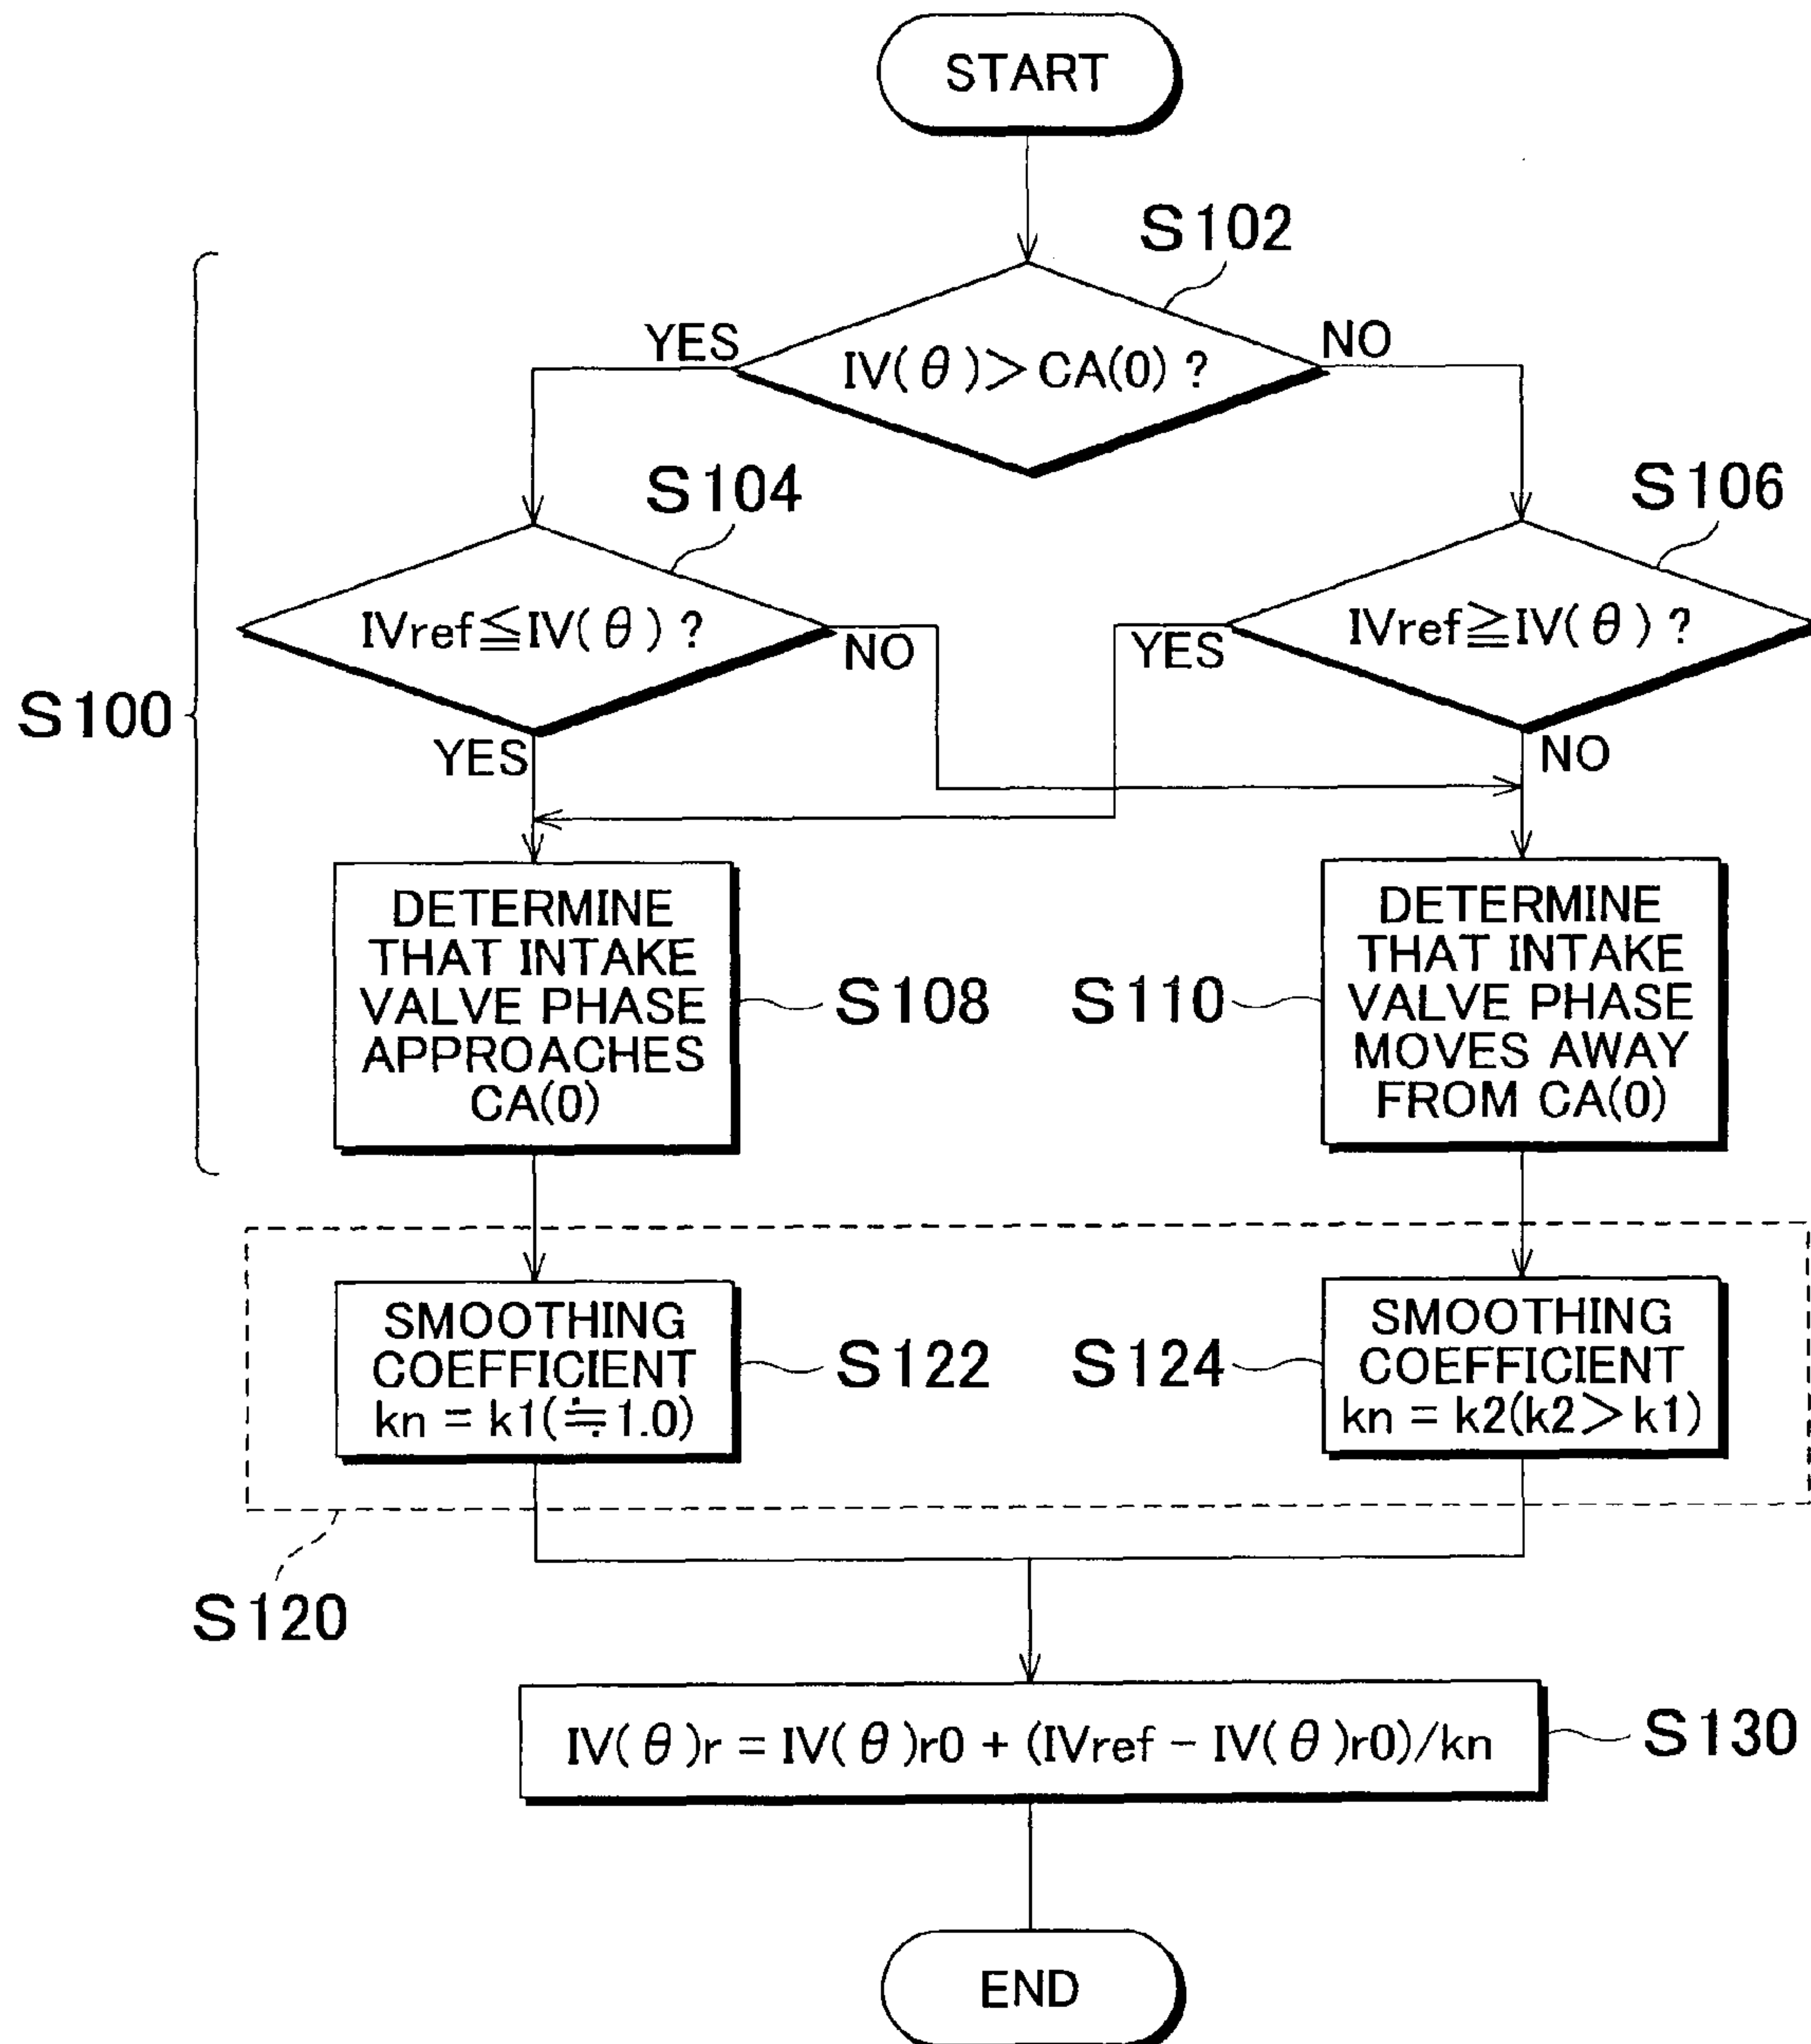 START
S102
YES
IV(θ)>CA(0)?
NO
S104
S106
IVref≦IV(θ)?
NO
YES
IVref≧IV(θ)?
S100
YES
NO
DETERMINE
THAT INTAKE
VALVE PHASE
APPROACHES
CA(0)
S108
S110
DETERMINE
THAT INTAKE
VALVE PHASE
MOVES AWAY
FROM CA(0)
SMOOTHING
COEFFICIENT
kn = k1(≒1.0)
S122
S124
SMOOTHING
COEFFICIENT
kn = k2(k2>k1)
S120
IV(θ)r = IV(θ)r0 + (IVref - IV(θ)r0)/kn
S130
END